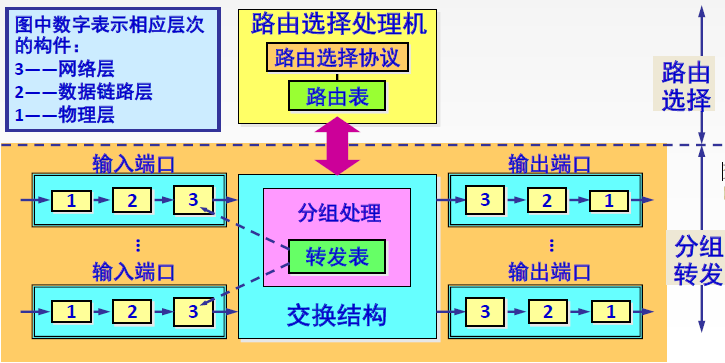 图中数字表示相应层次
的构件：
3——网络层
2——数据链路层
1——物理层
路由选择处理机
路由选择协议
路由表
路由
选择
输入端口
1 2 3
⋮
输入端口
1 2 3
分组处理
转发表
交换结构
输出端口
3 2 1
⋮
输出端口
3 2 1
分组
转发